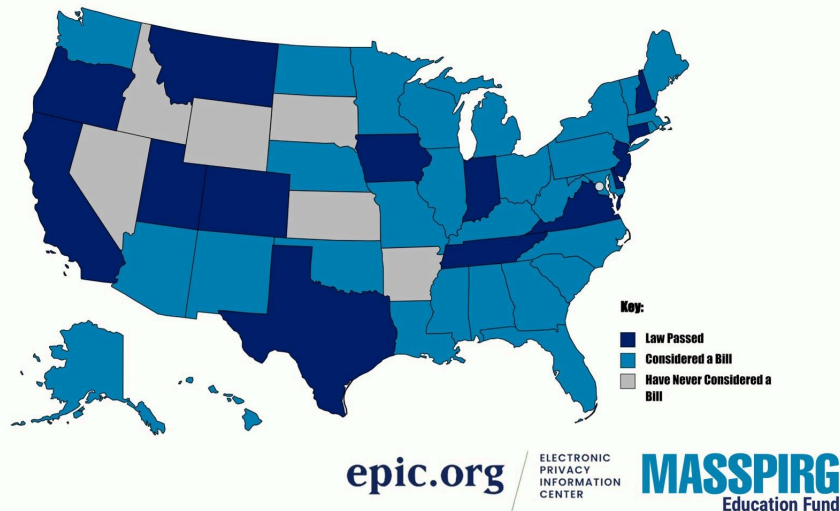 Key:
Law Passed
Considered a Bill
Have Never Considered a
Bill
epic.org
ELECTRONIC
PRIVACY
INFORMATION
CENTER
MASSPIRG
Education Fund